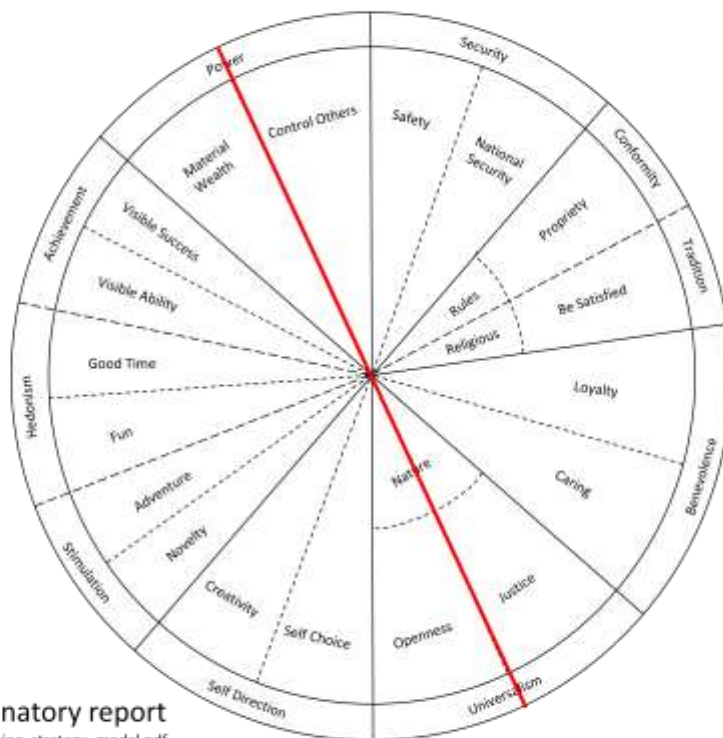 Power
Security
Control Others
Safety
Material
Wealth
National
Security
Conformity
Achievement
Visible Success
Propriety
Tradition
Visible Ability
Rules
Be Satisfied
Religious
Good Time
Loyalty
Hedonism
Fun
Caring
Benevolence
Nature
Adventure
Novelty
Stimulation
Creativity
Self Choice
Openness
Justice
Self Direction
Universalism
natory report